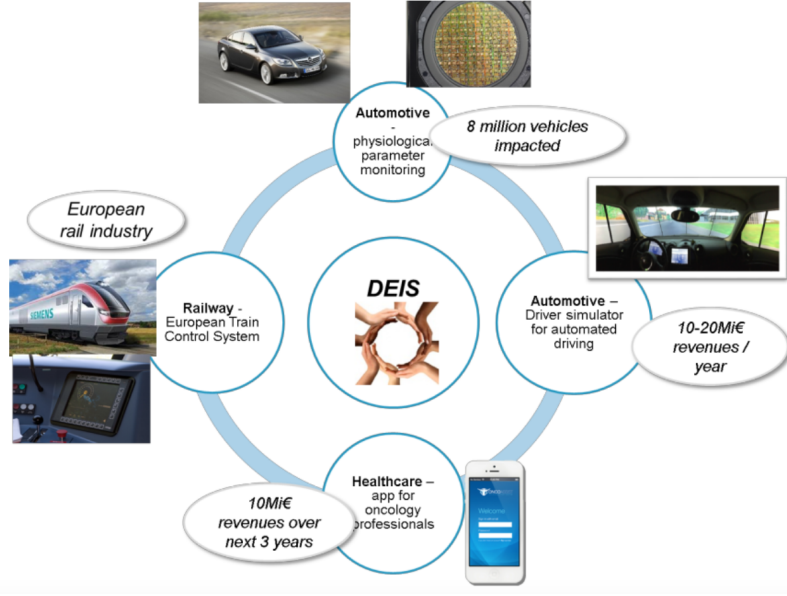 Automotive
-
physiological
parameter
monitoring
8 million vehicles
impacted
European
rail industry
SIEMENS
Railway -
European Train
Control System
DEIS
Automotive –
Driver simulator
for automated
driving
10-20Mi€
revenues /
year
Healthcare –
app for
oncology
professionals
10Mi€
revenues over
next 3 years
Welcome